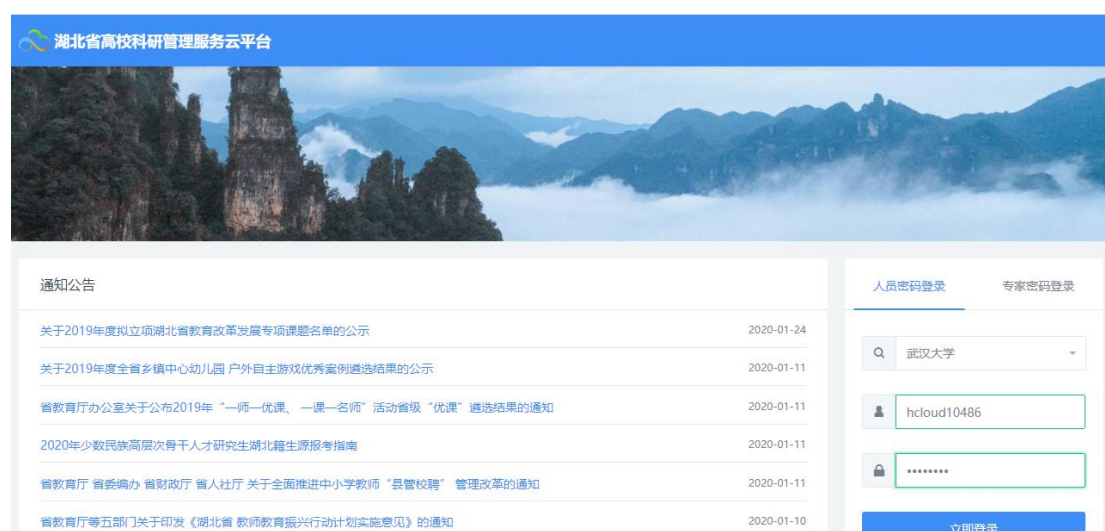 湖北省高校科研管理服务云平台
通知公告
关于2019年度拟立项湖北省教育改革发展专项课题名单的公示 2020-01-24
关于2019年度全省乡镇中心幼儿园 户外自主游戏优秀案例遴选结果的公示 2020-01-11
省教育厅办公室关于公布2019年“一师一优课、 一课一名师”活动省级“优课”遴选结果的通知 2020-01-11
2020年少数民族高层次骨干人才研究生湖北籍生源报考指南 2020-01-11
省教育厅 省委编办 省财政厅 省人社厅 关于全面推进中小学教师“县管校聘” 管理改革的通知 2020-01-11
省教育厅等五部门关于印发《湖北省 教师教育振兴行动计划实施意见》的通知 2020-01-10
人员密码登录 专家密码登录
武汉大学
hcloud10486
••••••••
立即登录